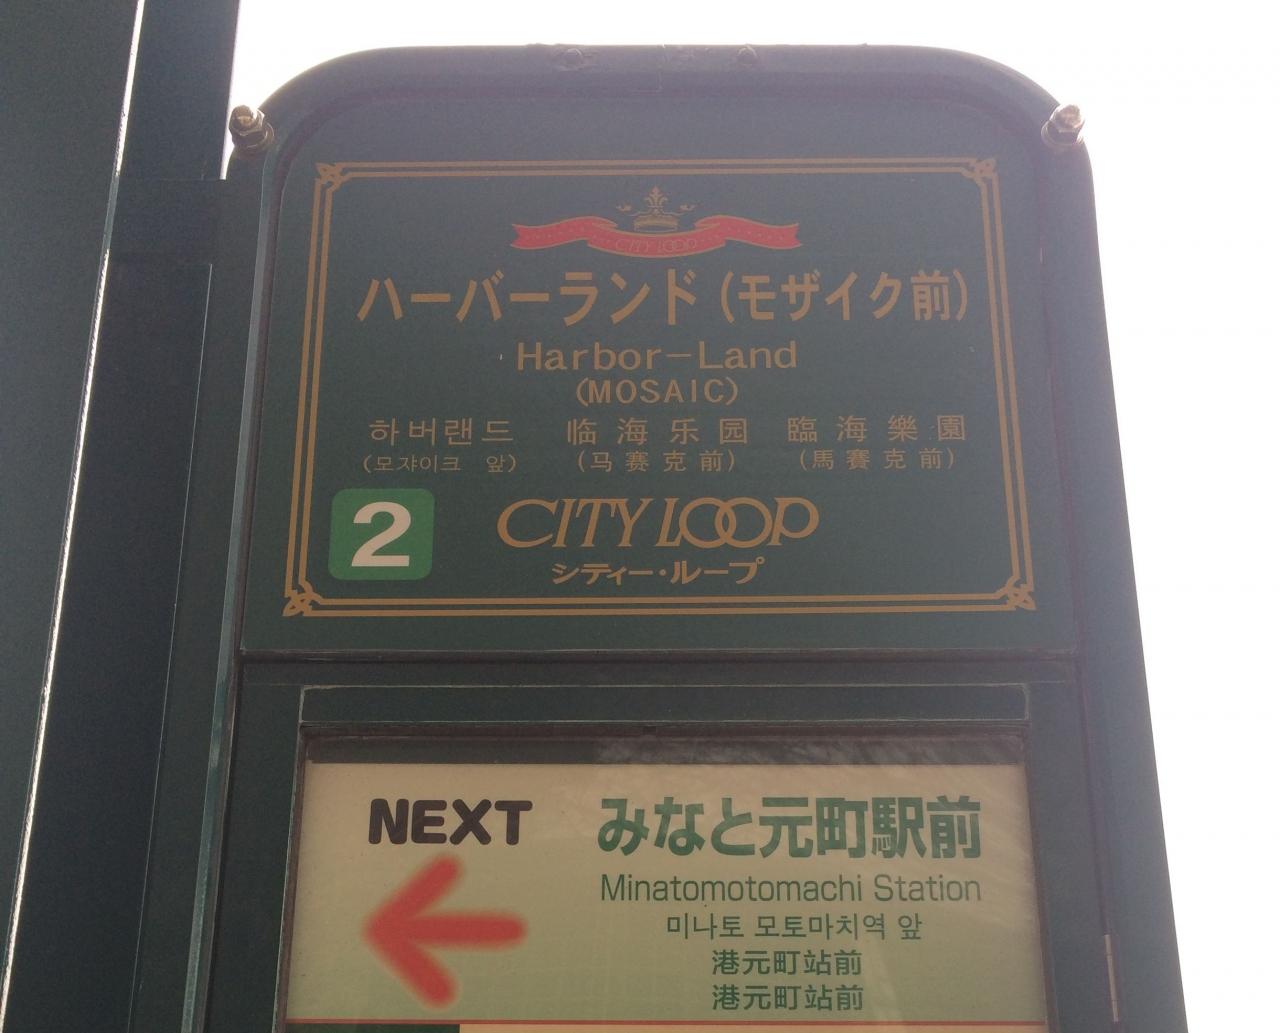 CITY LOOP
ハーバーランド(モザイク前)
Harbor-Land
(MOSAIC)
하버랜드 临海乐园 臨海樂園
(모쟈이크 앞) (马赛克前) (馬賽克前)
2 CITY LOOP
シティー・ループ
NEXT みなと元町駅前
Minatomotomachi Station
미나토 모토마치역 앞
港元町站前
港元町站前